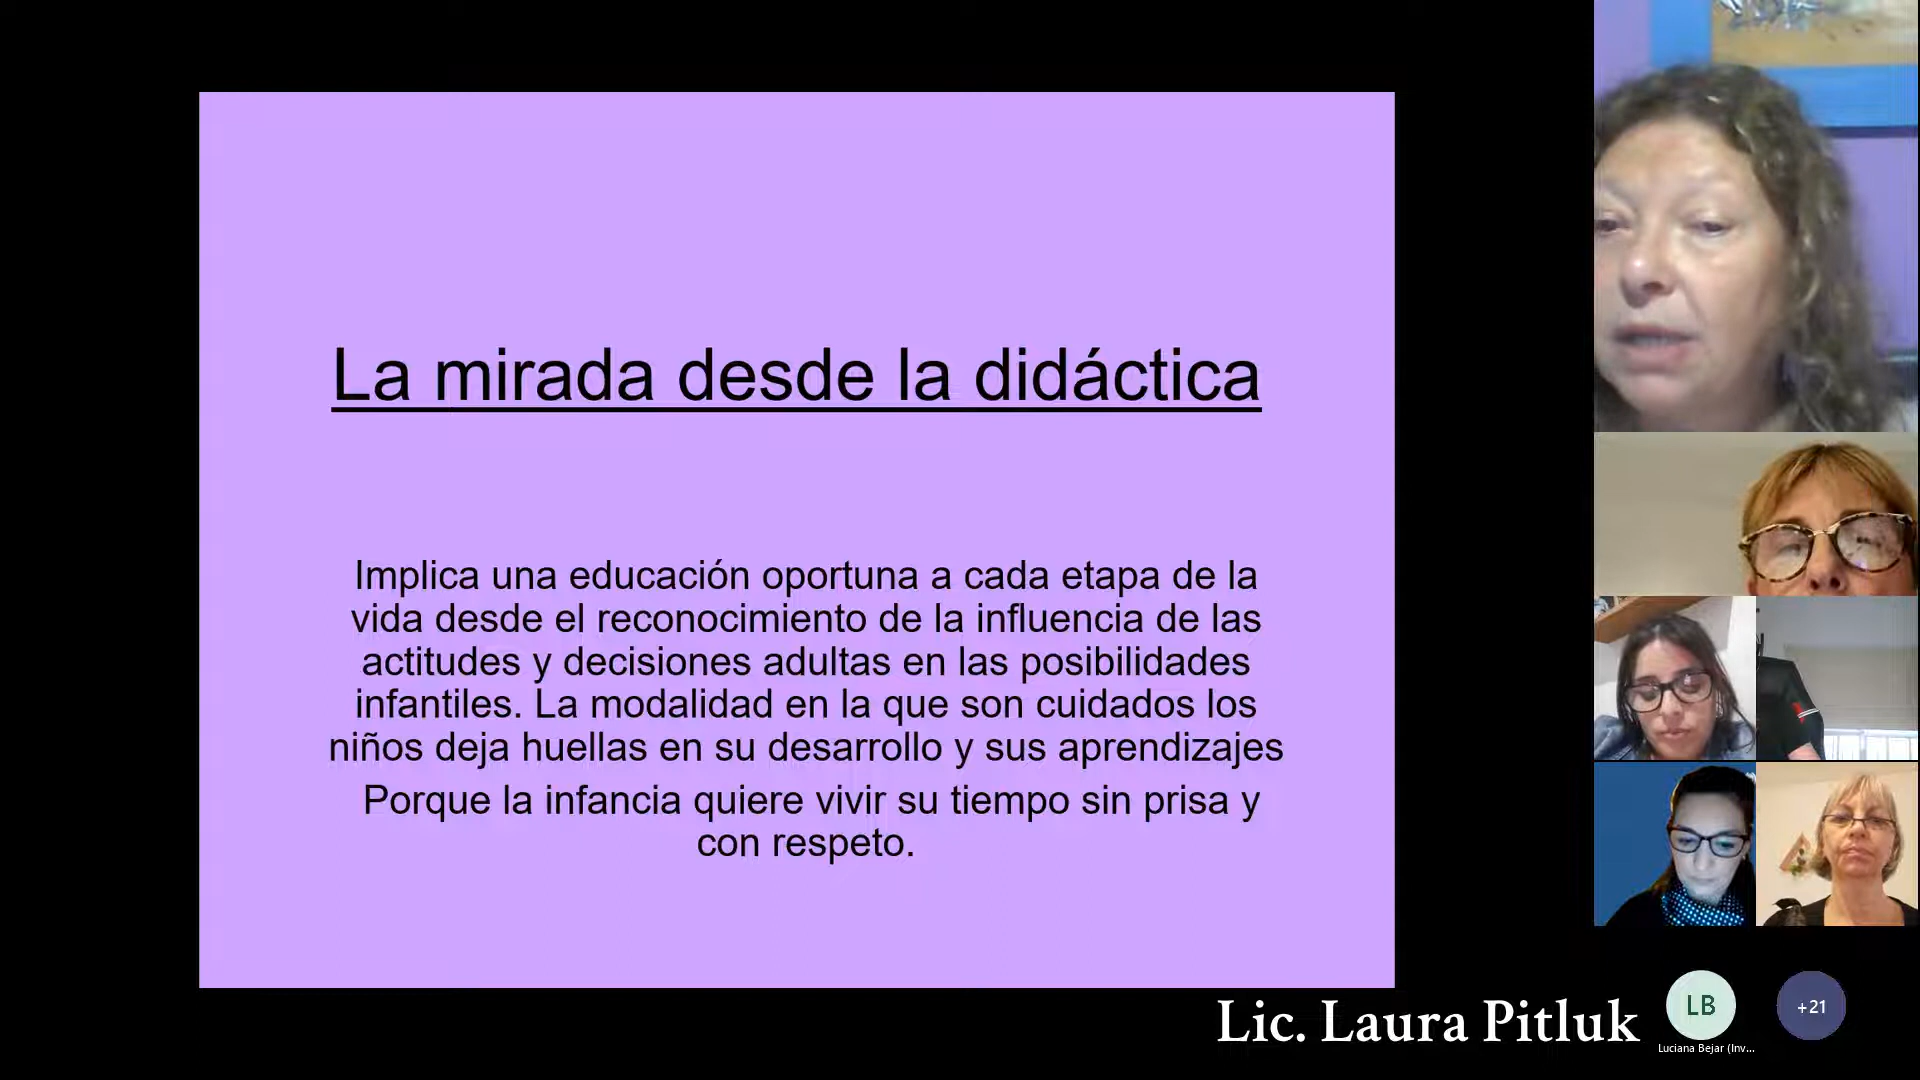 La mirada desde la didáctica
Implica una educación oportuna a cada etapa de la
vida desde el reconocimiento de la influencia de las
actitudes y decisiones adultas en las posibilidades
infantiles. La modalidad en la que son cuidados los
niños deja huellas en su desarrollo y sus aprendizajes
Porque la infancia quiere vivir su tiempo sin prisa y
con respeto.
Lic. Laura Pitluk
LB
+21
Luciana Bejar (Inv...